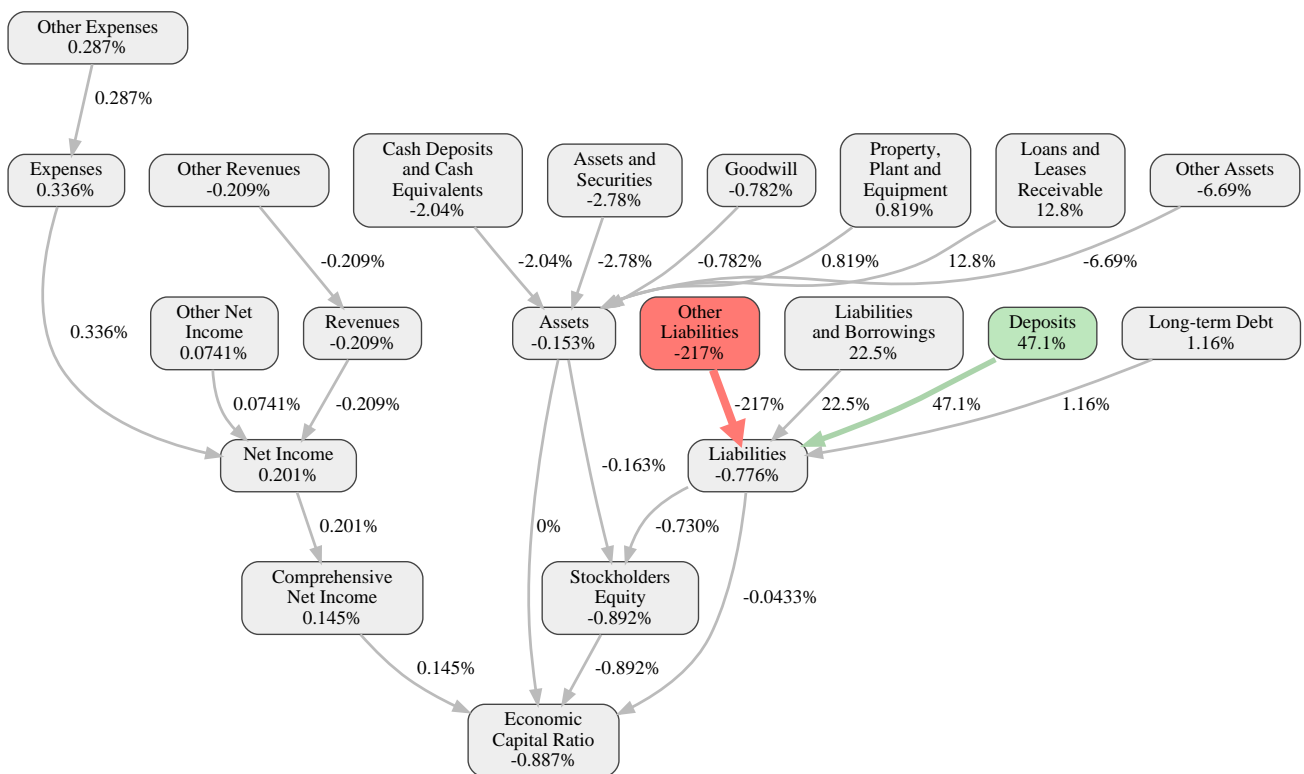 Other Expenses
0.287%
0.287%
Expenses
0.336%
Other Revenues
-0.209%
Cash Deposits
and Cash
Equivalents
-2.04%
Assets and
Securities
-2.78%
Goodwill
-0.782%
Property,
Plant and
Equipment
0.819%
Loans and
Leases
Receivable
12.8%
Other Assets
-6.69%
-0.209%
-2.04%
-2.78%
-0.782%
0.819%
12.8%
-6.69%
0.336%
Other Net
Income
0.0741%
Revenues
-0.209%
Assets
-0.153%
Other
Liabilities
-217%
Liabilities
and Borrowings
22.5%
Deposits
47.1%
Long-term Debt
1.16%
0.0741%
-0.209%
-217%
22.5%
47.1%
1.16%
Net Income
0.201%
-0.163%
Liabilities
-0.776%
0.201%
0%
-0.730%
Comprehensive
Net Income
0.145%
Stockholders
Equity
-0.892%
-0.0433%
0.145%
-0.892%
Economic
Capital Ratio
-0.887%